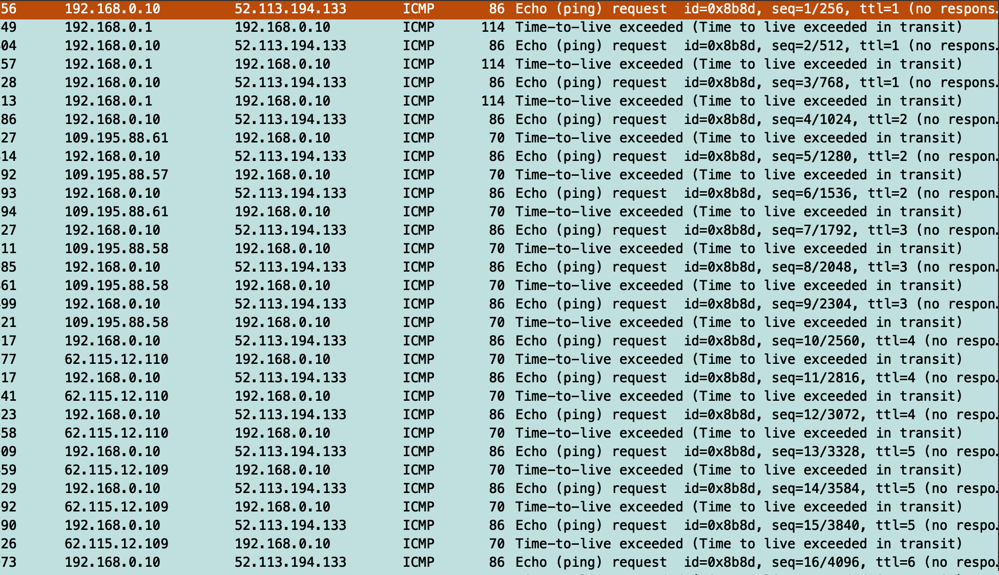 56 192.168.0.10 52.113.194.133 ICMP 86 Echo (ping) request id=0x8b8d, seq=1/256, ttl=1 (no respons…
49 192.168.0.1 192.168.0.10 ICMP 114 Time-to-live exceeded (Time to live exceeded in transit)
04 192.168.0.10 52.113.194.133 ICMP 86 Echo (ping) request id=0x8b8d, seq=2/512, ttl=1 (no respons…
57 192.168.0.1 192.168.0.10 ICMP 114 Time-to-live exceeded (Time to live exceeded in transit)
28 192.168.0.10 52.113.194.133 ICMP 86 Echo (ping) request id=0x8b8d, seq=3/768, ttl=1 (no respons…
13 192.168.0.1 192.168.0.10 ICMP 114 Time-to-live exceeded (Time to live exceeded in transit)
86 192.168.0.10 52.113.194.133 ICMP 86 Echo (ping) request id=0x8b8d, seq=4/1024, ttl=2 (no respon…
27 109.195.88.61 192.168.0.10 ICMP 70 Time-to-live exceeded (Time to live exceeded in transit)
14 192.168.0.10 52.113.194.133 ICMP 86 Echo (ping) request id=0x8b8d, seq=5/1280, ttl=2 (no respon…
92 109.195.88.57 192.168.0.10 ICMP 70 Time-to-live exceeded (Time to live exceeded in transit)
93 192.168.0.10 52.113.194.133 ICMP 86 Echo (ping) request id=0x8b8d, seq=6/1536, ttl=2 (no respon…
94 109.195.88.61 192.168.0.10 ICMP 70 Time-to-live exceeded (Time to live exceeded in transit)
27 192.168.0.10 52.113.194.133 ICMP 86 Echo (ping) request id=0x8b8d, seq=7/1792, ttl=3 (no respon…
11 109.195.88.58 192.168.0.10 ICMP 70 Time-to-live exceeded (Time to live exceeded in transit)
85 192.168.0.10 52.113.194.133 ICMP 86 Echo (ping) request id=0x8b8d, seq=8/2048, ttl=3 (no respon…
61 109.195.88.58 192.168.0.10 ICMP 70 Time-to-live exceeded (Time to live exceeded in transit)
99 192.168.0.10 52.113.194.133 ICMP 86 Echo (ping) request id=0x8b8d, seq=9/2304, ttl=3 (no respon…
21 109.195.88.58 192.168.0.10 ICMP 70 Time-to-live exceeded (Time to live exceeded in transit)
17 192.168.0.10 52.113.194.133 ICMP 86 Echo (ping) request id=0x8b8d, seq=10/2560, ttl=4 (no respo…
77 62.115.12.110 192.168.0.10 ICMP 70 Time-to-live exceeded (Time to live exceeded in transit)
17 192.168.0.10 52.113.194.133 ICMP 86 Echo (ping) request id=0x8b8d, seq=11/2816, ttl=4 (no respo…
41 62.115.12.110 192.168.0.10 ICMP 70 Time-to-live exceeded (Time to live exceeded in transit)
23 192.168.0.10 52.113.194.133 ICMP 86 Echo (ping) request id=0x8b8d, seq=12/3072, ttl=4 (no respo…
58 62.115.12.110 192.168.0.10 ICMP 70 Time-to-live exceeded (Time to live exceeded in transit)
09 192.168.0.10 52.113.194.133 ICMP 86 Echo (ping) request id=0x8b8d, seq=13/3328, ttl=5 (no respo…
59 62.115.12.109 192.168.0.10 ICMP 70 Time-to-live exceeded (Time to live exceeded in transit)
29 192.168.0.10 52.113.194.133 ICMP 86 Echo (ping) request id=0x8b8d, seq=14/3584, ttl=5 (no respo…
92 62.115.12.109 192.168.0.10 ICMP 70 Time-to-live exceeded (Time to live exceeded in transit)
90 192.168.0.10 52.113.194.133 ICMP 86 Echo (ping) request id=0x8b8d, seq=15/3840, ttl=5 (no respo…
26 62.115.12.109 192.168.0.10 ICMP 70 Time-to-live exceeded (Time to live exceeded in transit)
73 192.168.0.10 52.113.194.133 ICMP 86 Echo (ping) request id=0x8b8d, seq=16/4096, ttl=6 (no respo…